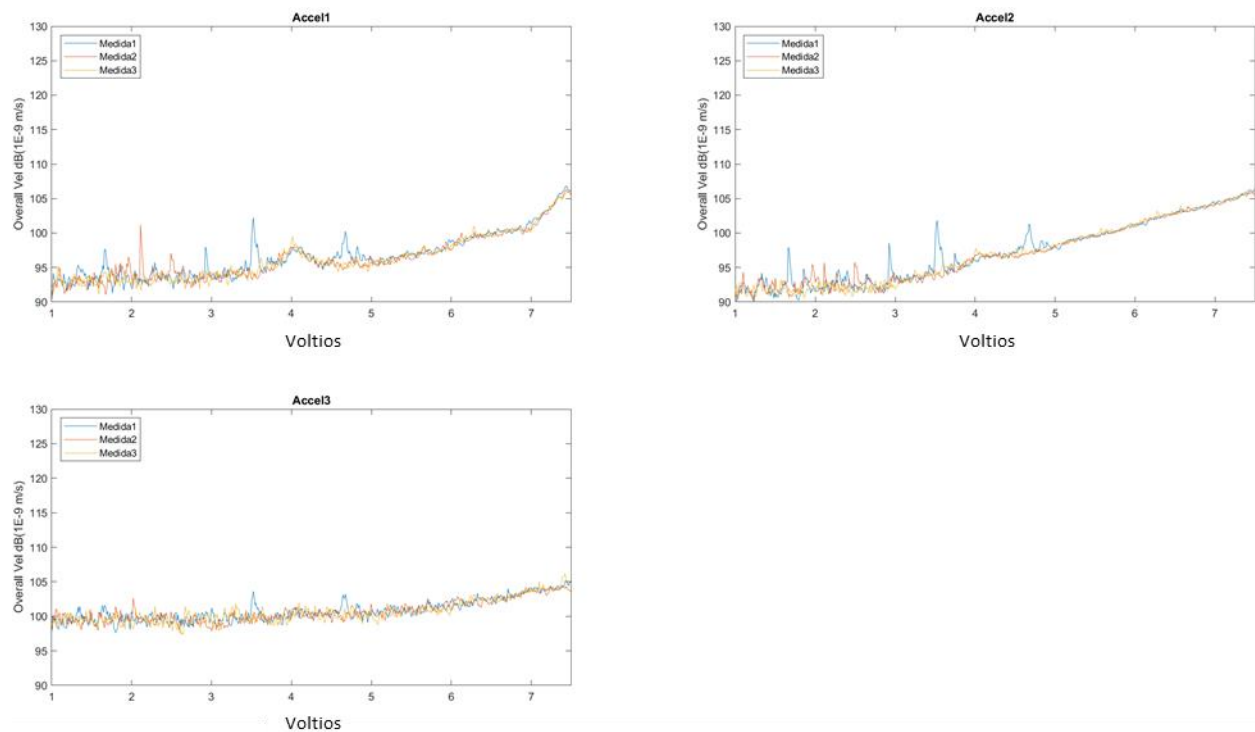 Accel1
130
125
120
115
110
105
100
95
90
Overall Vel dB(1E-9 m/s)
Medida1
Medida2
Medida3
1 2 3 4 5 6 7
Voltios
Accel2
130
125
120
115
110
105
100
95
90
Overall Vel dB(1E-9 m/s)
Medida1
Medida2
Medida3
1 2 3 4 5 6 7
Voltios
Accel3
130
125
120
115
110
105
100
95
90
Overall Vel dB(1E-9 m/s)
Medida1
Medida2
Medida3
1 2 3 4 5 6 7
Voltios